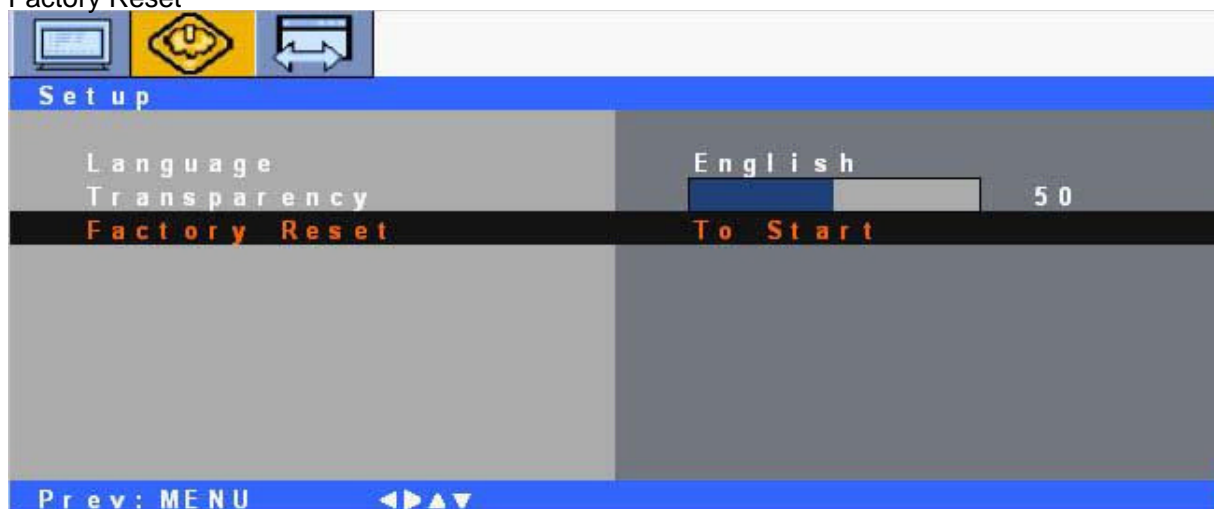 Factory Reset
Setup
Language English
Transparency 50
Factory Reset To Start
Prev: MENU ◀▶▲▼